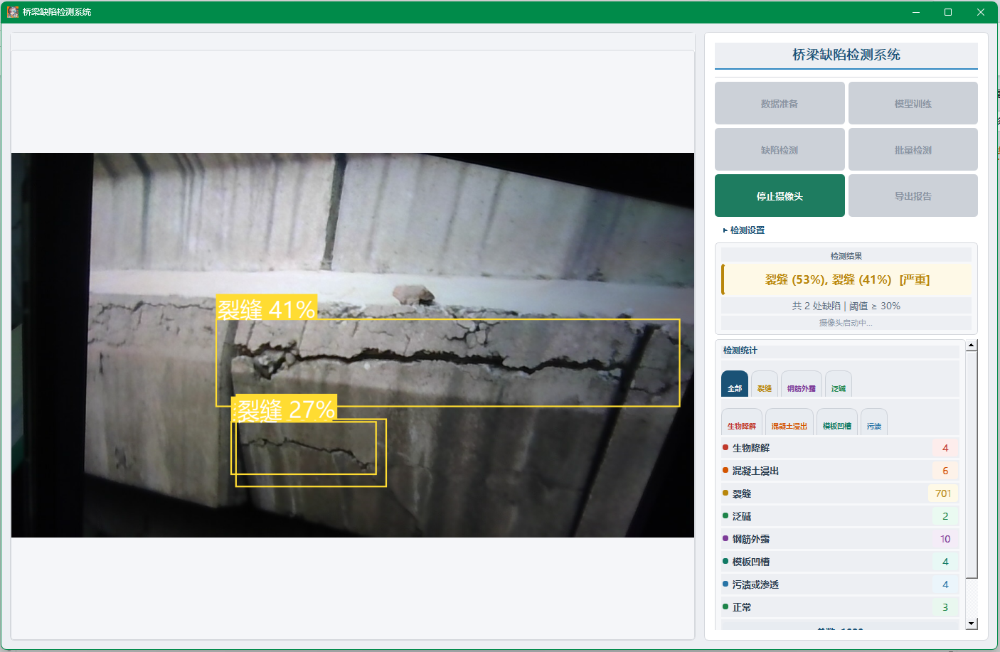 桥梁缺陷检测系统
裂缝 41%
裂缝 27%
桥梁缺陷检测系统
数据准备
模型训练
缺陷检测
批量检测
停止摄像头
导出报告
检测设置
检测结果
裂缝 (53%), 裂缝 (41%) [严重]
共 2 处缺陷 | 阈值 ≥ 30%
摄像头启动中...
检测统计
全部 裂缝 钢筋外露 泛碱
生物降解 混凝土浸出 模板凹槽 污渍
生物降解 4
混凝土浸出 6
裂缝 701
泛碱 2
钢筋外露 10
模板凹槽 4
污渍或渗透 4
正常 3